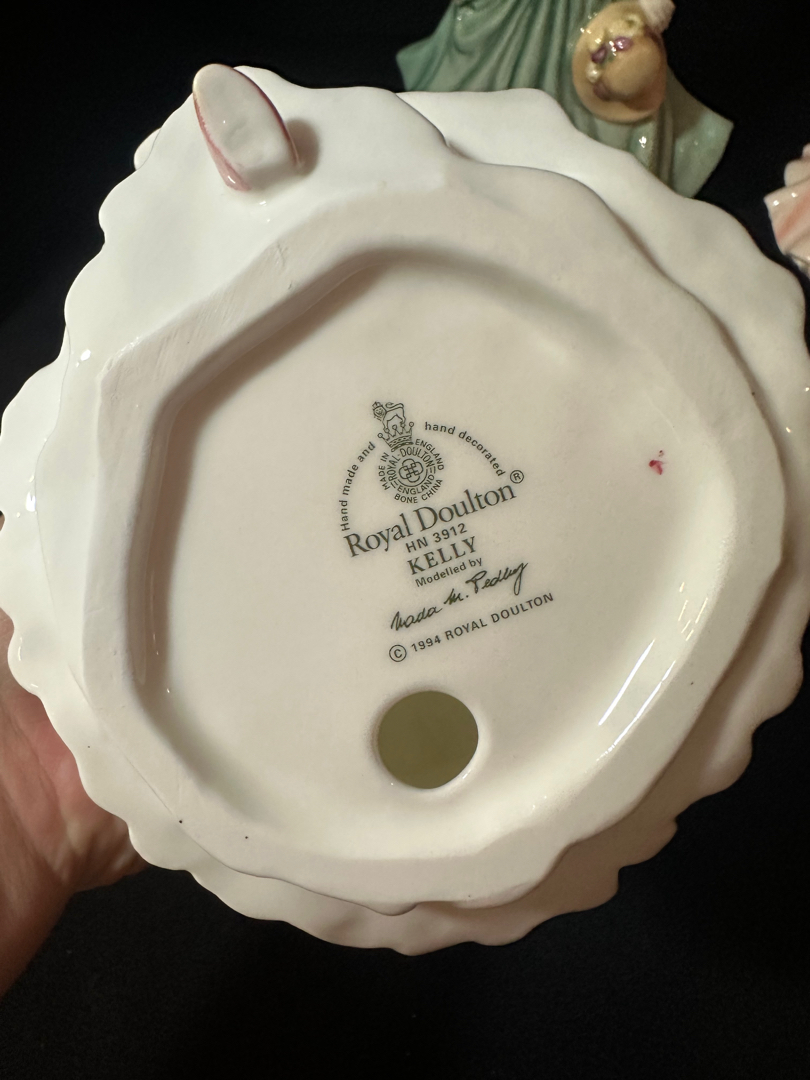 Hand made and hand decorated
MADE IN ENGLAND
ROYAL·DOULTON
ENGLAND
BONE CHINA
Royal Doulton®
HN 3912
KELLY
Modelled by
Nada M. Pedley
© 1994 ROYAL DOULTON